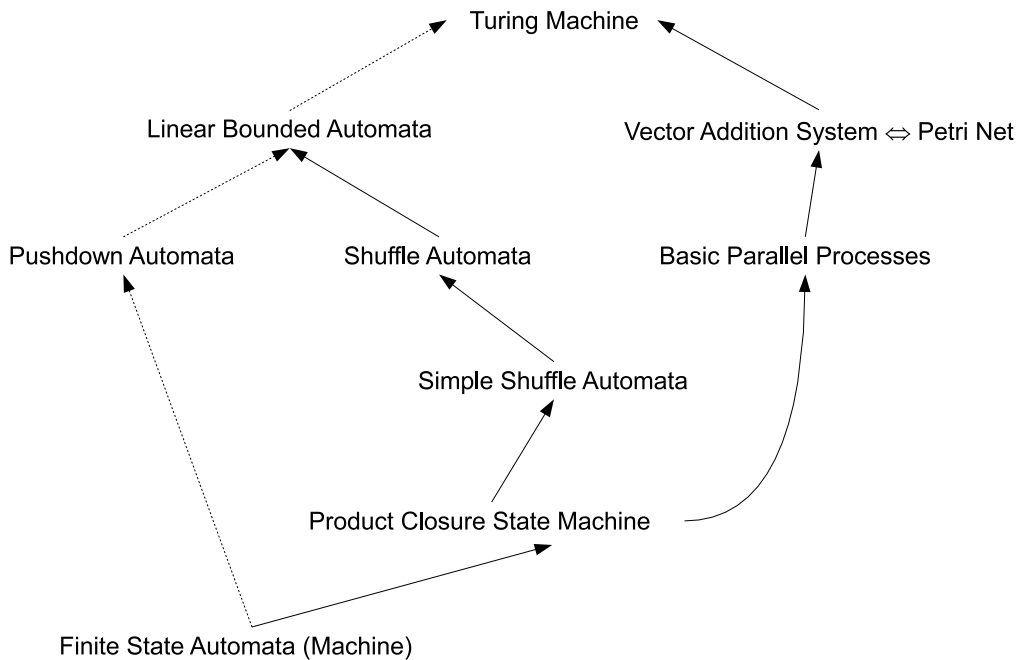 Turing Machine
Linear Bounded Automata
Vector Addition System ⇔ Petri Net
Pushdown Automata
Shuffle Automata
Basic Parallel Processes
Simple Shuffle Automata
Product Closure State Machine
Finite State Automata (Machine)